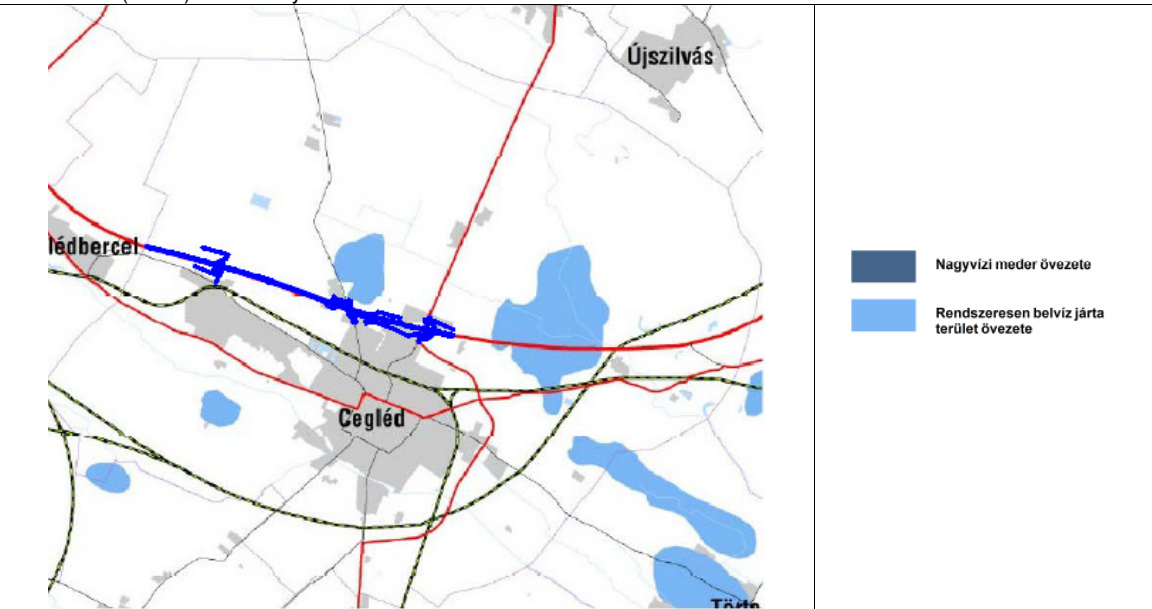 Újszilvás
lédbercel
Cegléd
Nagyvízi meder övezete
Rendszeresen belvíz járta
terület övezete